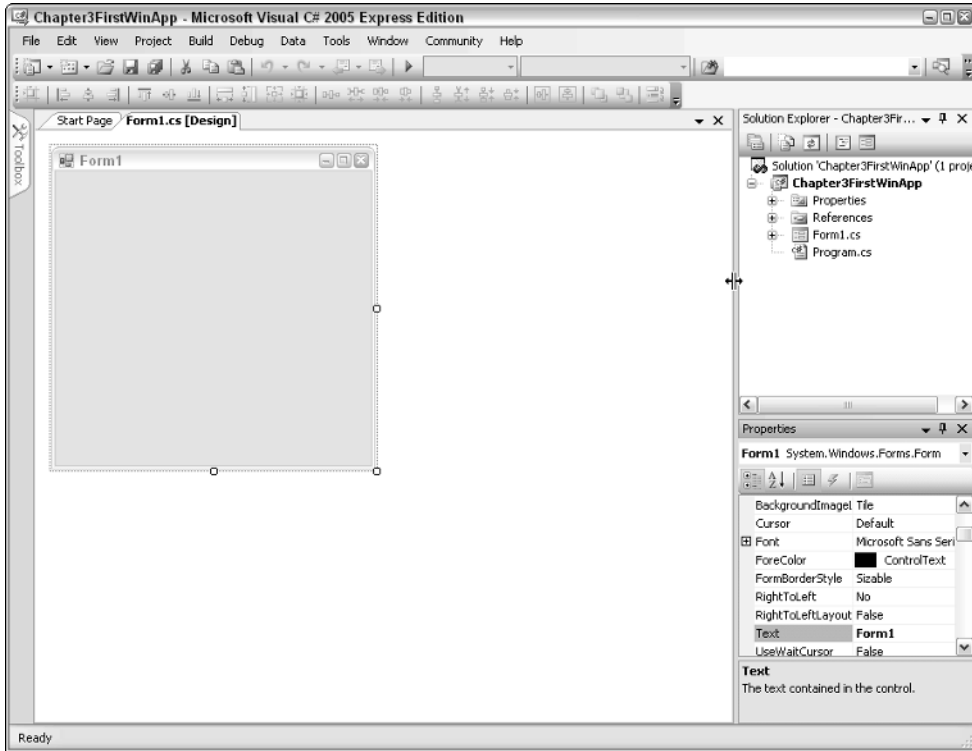 Chapter3FirstWinApp - Microsoft Visual C# 2005 Express Edition
File Edit View Project Build Debug Data Tools Window Community Help
Toolbox
Start Page Form1.cs [Design]
Form1
Solution Explorer - Chapter3Fir...
Solution 'Chapter3FirstWinApp' (1 proje
Chapter3FirstWinApp
Properties
References
Form1.cs
Program.cs
Properties
Form1 System.Windows.Forms.Form
BackgroundImageL Tile
Cursor Default
Font Microsoft Sans Seri
ForeColor ControlText
FormBorderStyle Sizable
RightToLeft No
RightToLeftLayout False
Text Form1
UseWaitCursor False
Text
The text contained in the control.
Ready